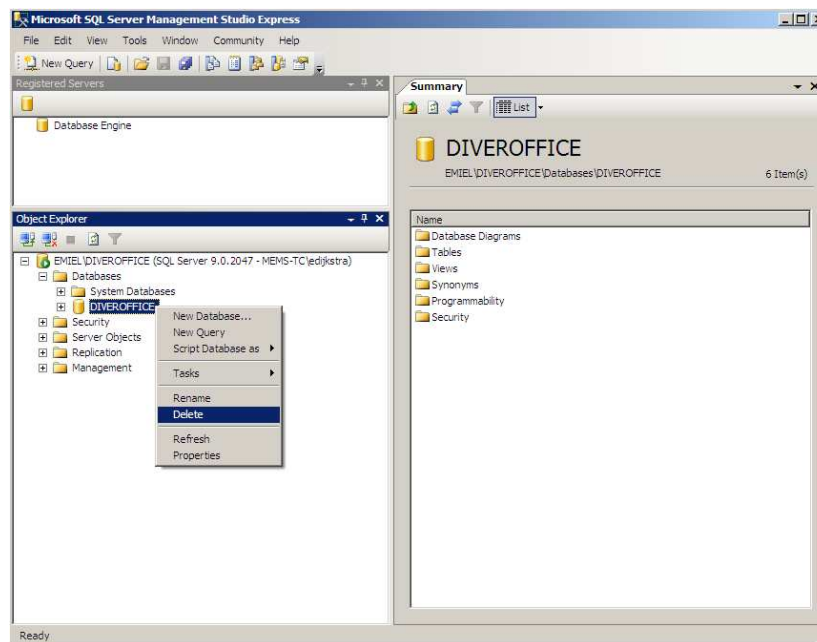 Microsoft SQL Server Management Studio Express
File Edit View Tools Window Community Help
New Query
Registered Servers
Database Engine
Object Explorer
EMIEL\DIVEROFFICE (SQL Server 9.0.2047 - MEMS-TC\edijkstra)
Databases
System Databases
DIVEROFFICE
Security
Server Objects
Replication
Management
New Database...
New Query
Script Database as
Tasks
Rename
Delete
Refresh
Properties
Summary
List
DIVEROFFICE
EMIEL\DIVEROFFICE\Databases\DIVEROFFICE 6 Item(s)
Name
Database Diagrams
Tables
Views
Synonyms
Programmability
Security
Ready